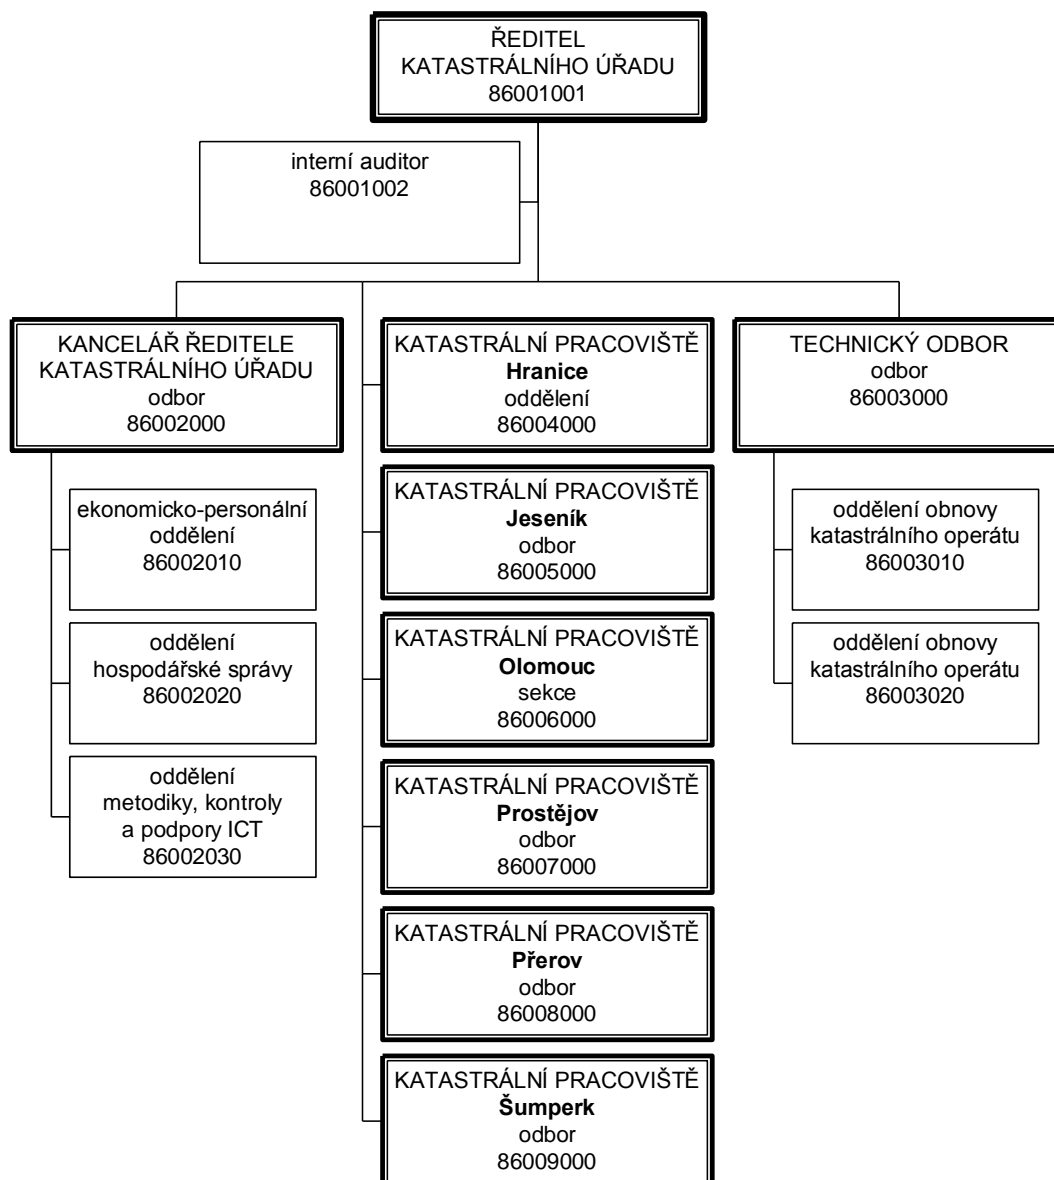 ŘEDITEL
KATASTRÁLNÍHO ÚŘADU
86001001
interní auditor
86001002
KANCELÁŘ ŘEDITELE
KATASTRÁLNÍHO ÚŘADU
odbor
86002000
ekonomicko-personální
oddělení
86002010
oddělení
hospodářské správy
86002020
oddělení
metodiky, kontroly
a podpory ICT
86002030
KATASTRÁLNÍ PRACOVIŠTĚ
Hranice
oddělení
86004000
KATASTRÁLNÍ PRACOVIŠTĚ
Jeseník
odbor
86005000
KATASTRÁLNÍ PRACOVIŠTĚ
Olomouc
sekce
86006000
KATASTRÁLNÍ PRACOVIŠTĚ
Prostějov
odbor
86007000
KATASTRÁLNÍ PRACOVIŠTĚ
Přerov
odbor
86008000
KATASTRÁLNÍ PRACOVIŠTĚ
Šumperk
odbor
86009000
TECHNICKÝ ODBOR
odbor
86003000
oddělení obnovy
katastrálního operátu
86003010
oddělení obnovy
katastrálního operátu
86003020